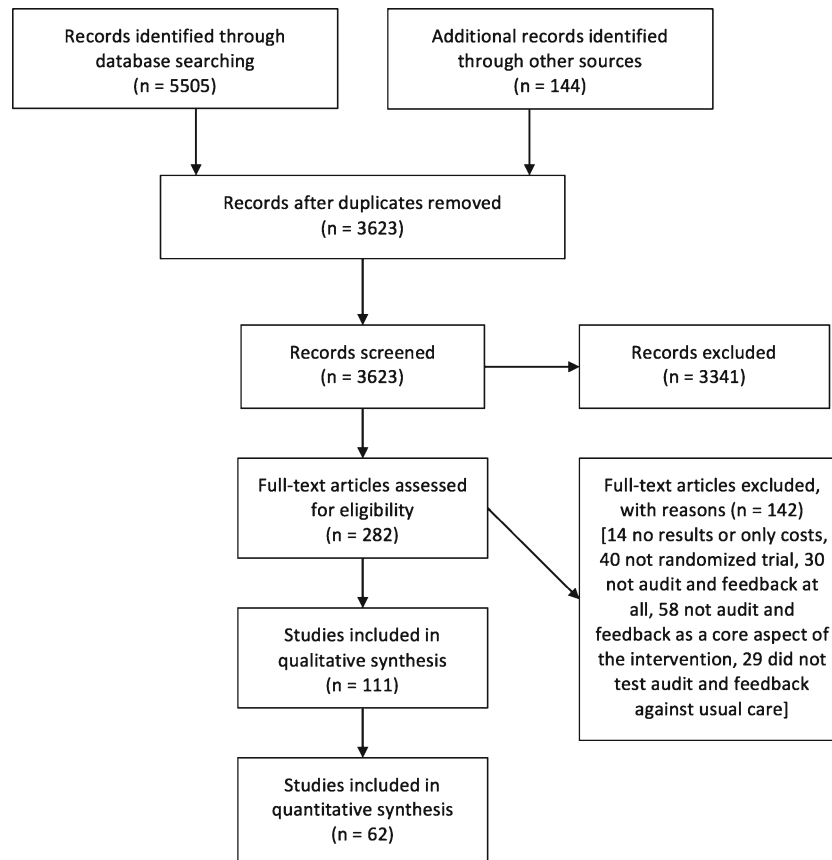 Records identified through
database searching
(n = 5505)
Additional records identified
through other sources
(n = 144)
Records after duplicates removed
(n = 3623)
Records screened
(n = 3623)
Records excluded
(n = 3341)
Full-text articles assessed
for eligibility
(n = 282)
Full-text articles excluded,
with reasons (n = 142)
[14 no results or only costs,
40 not randomized trial, 30
not audit and feedback at
all, 58 not audit and
feedback as a core aspect of
the intervention, 29 did not
test audit and feedback
against usual care]
Studies included in
qualitative synthesis
(n = 111)
Studies included in
quantitative synthesis
(n = 62)